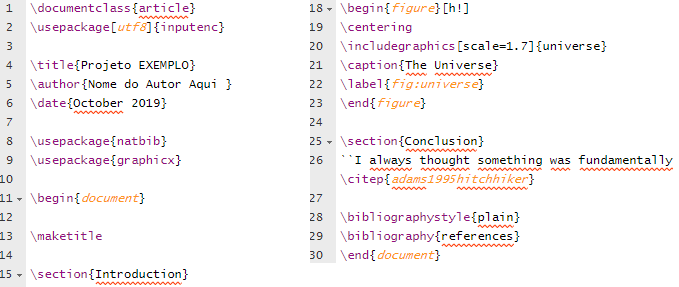 1 \documentclass{article}
2 \usepackage[utf8]{inputenc}
3
4 \title{Projeto EXEMPLO}
5 \author{Nome do Autor Aqui }
6 \date{October 2019}
7
8 \usepackage{natbib}
9 \usepackage{graphicx}
10
11 \begin{document}
12
13 \maketitle
14
15 \section{Introduction}
18 \begin{figure}[h!]
19 \centering
20 \includegraphics[scale=1.7]{universe}
21 \caption{The Universe}
22 \label{fig:universe}
23 \end{figure}
24
25 \section{Conclusion}
26 ``I always thought something was fundamentally
\citep{adams1995hitchhiker}
27
28 \bibliographystyle{plain}
29 \bibliography{references}
30 \end{document}